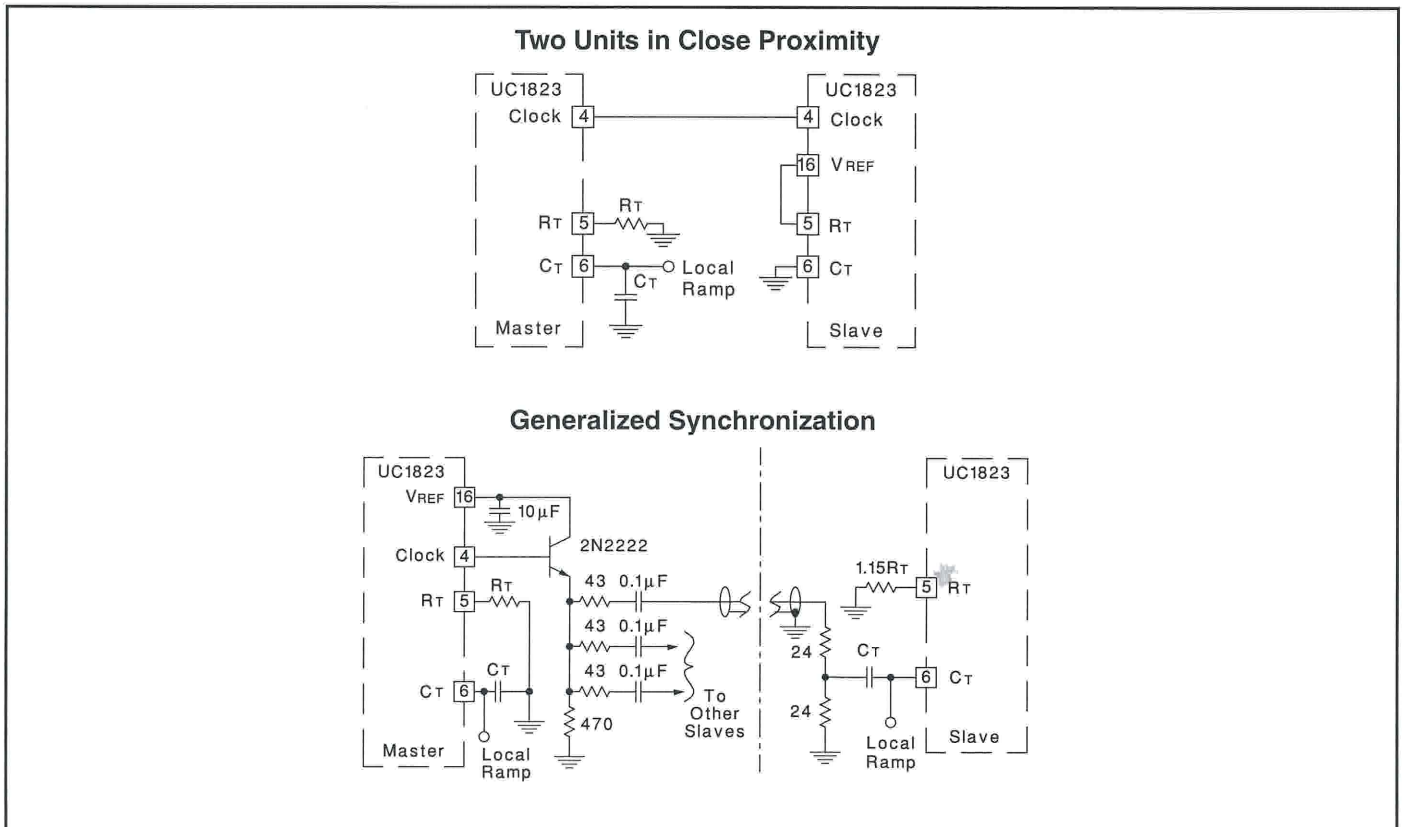 Two Units in Close Proximity
UC1823
UC1823
Clock 4
4 Clock
16 VREF
RT 5
RT
5 RT
CT 6
CT
Local
Ramp
6 CT
Master
Slave
Generalized Synchronization
UC1823
UC1823
VREF 16
10 µF
Clock 4
2N2222
RT 5
RT
43 0.1µF
43 0.1µF
43 0.1µF
1.15RT
5 RT
24
CT
6 CT
CT 6
CT
To
Other
Slaves
470
24
Local
Ramp
Local
Ramp
Master
Slave